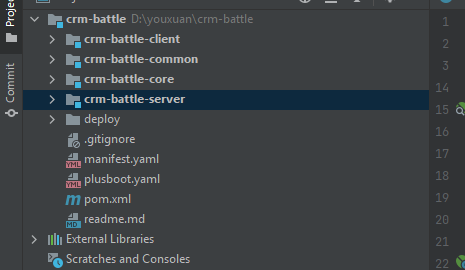 Project
Commit
crm-battle D:\youxuan\crm-battle
crm-battle-client
crm-battle-common
crm-battle-core
crm-battle-server
deploy
.gitignore
manifest.yaml
plusboot.yaml
pom.xml
readme.md
External Libraries
Scratches and Consoles
1
2
3
14
15
16
17
18
19
20
21
22